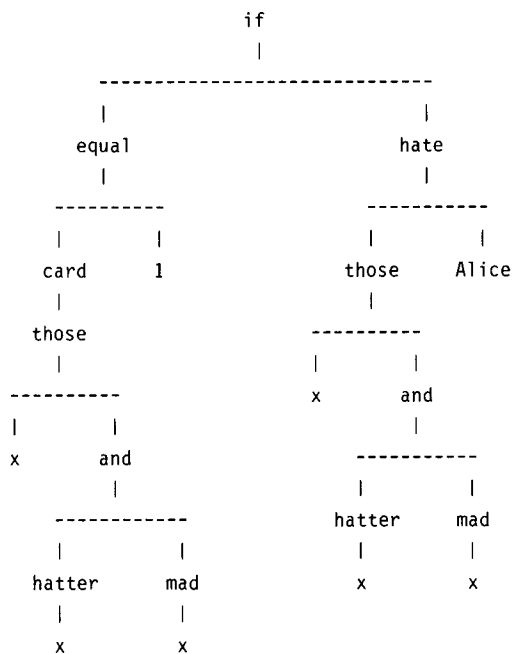 if
equal hate
card 1 those Alice
those
x and
x and
hatter mad
hatter mad x x
x x